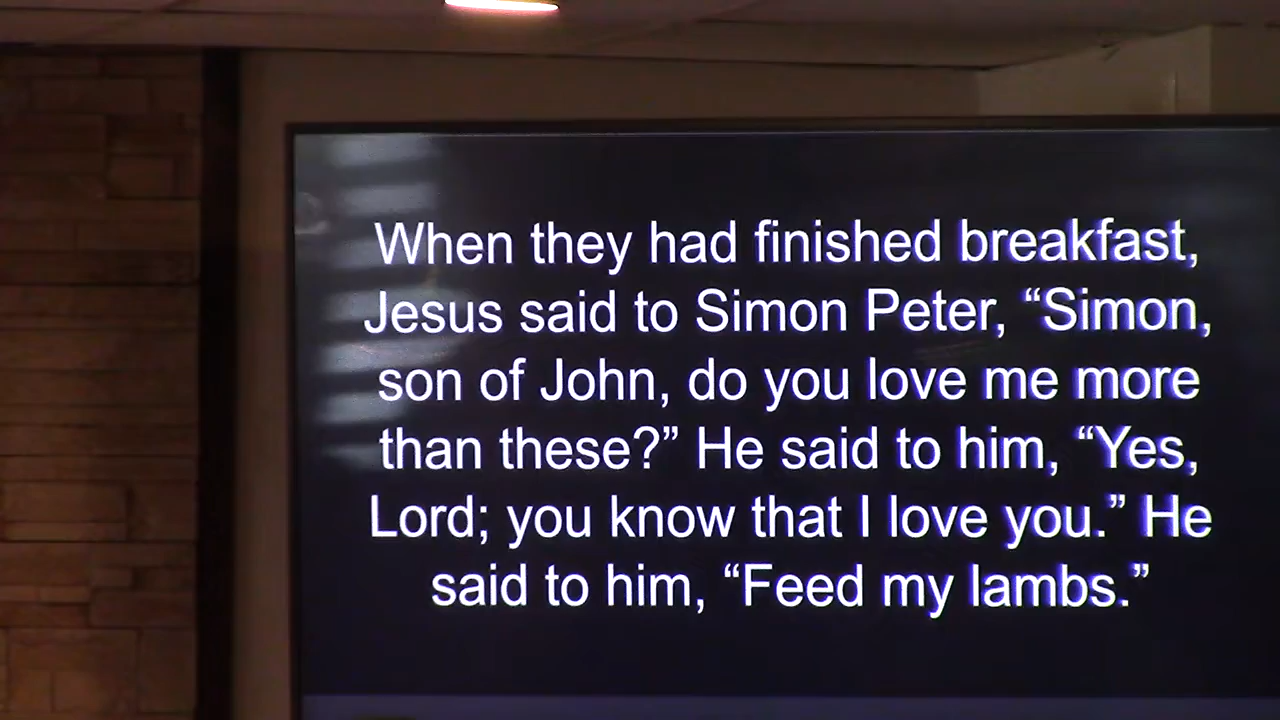 When they had finished breakfast,
Jesus said to Simon Peter, “Simon,
son of John, do you love me more
than these?” He said to him, “Yes,
Lord; you know that I love you.” He
said to him, “Feed my lambs.”